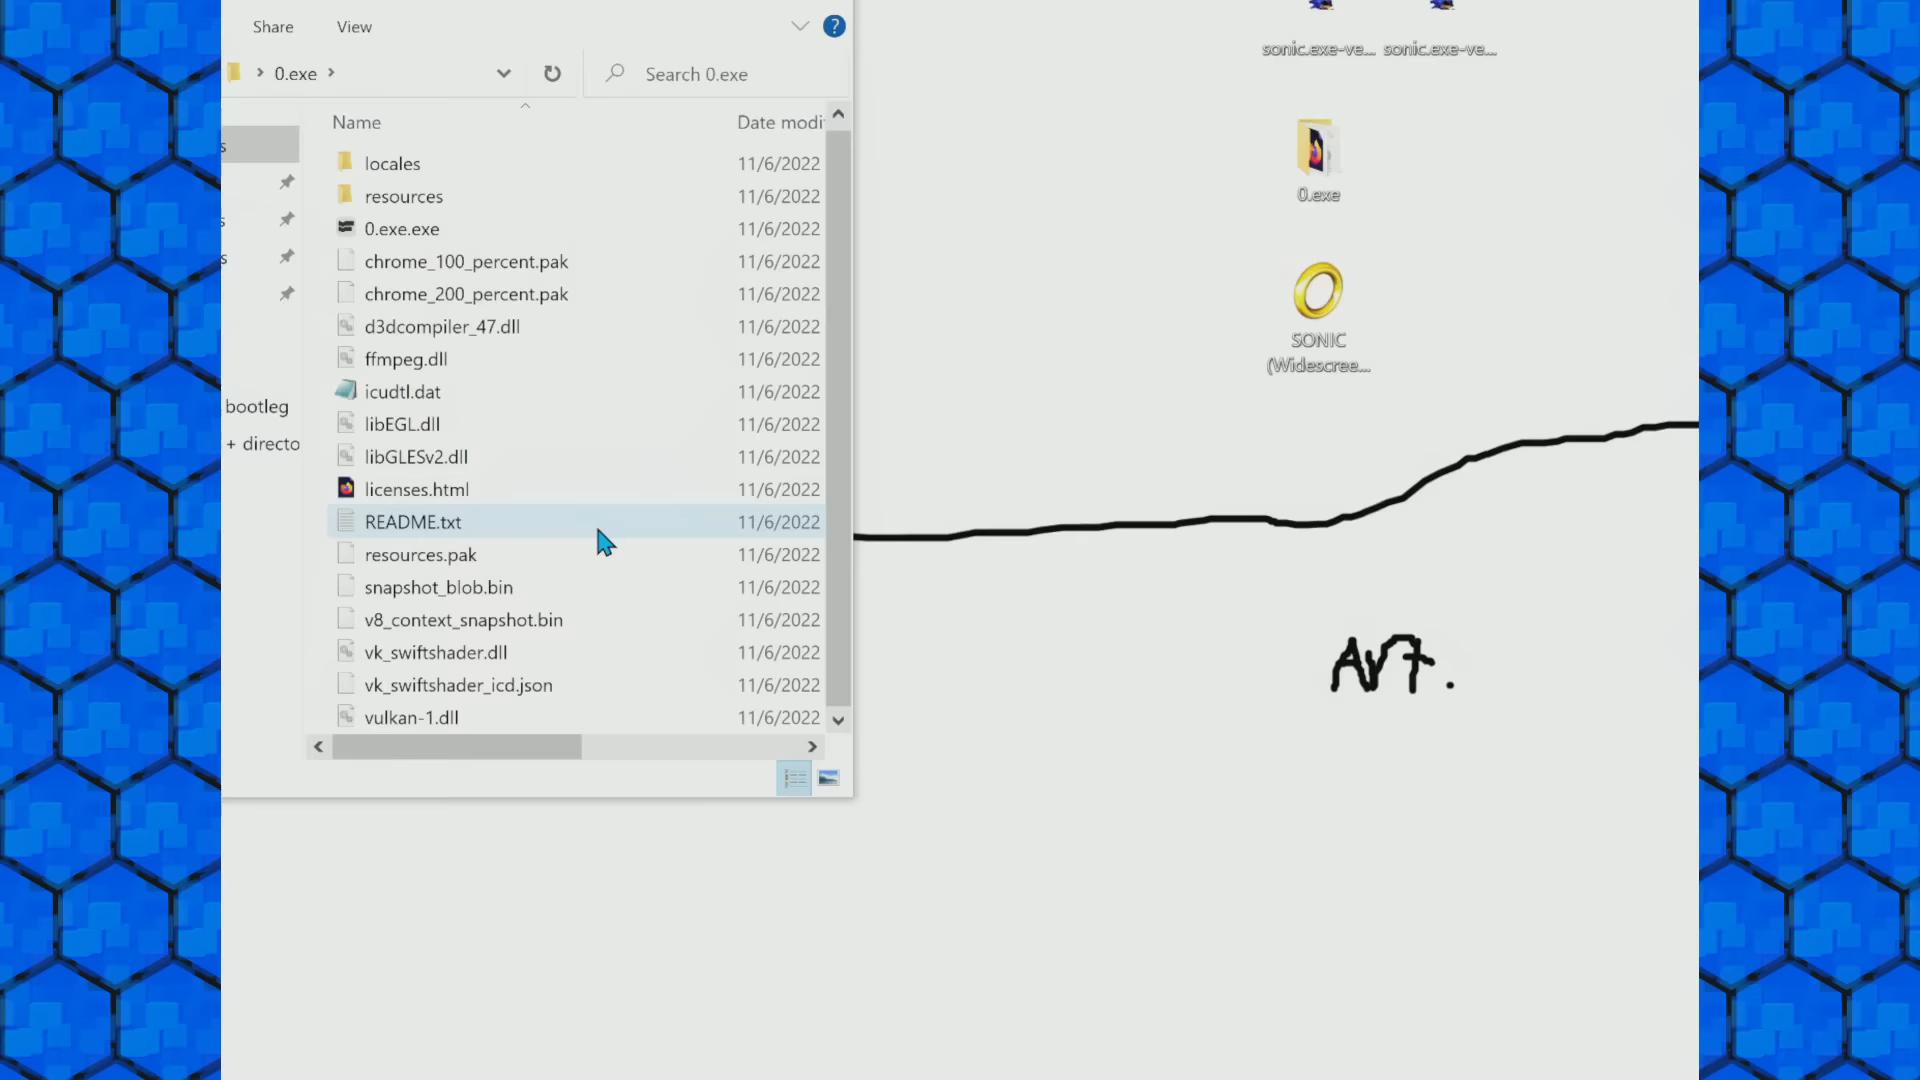 Share View
0.exe Search 0.exe
Name Date modi
locales 11/6/2022
resources 11/6/2022
0.exe.exe 11/6/2022
chrome_100_percent.pak 11/6/2022
chrome_200_percent.pak 11/6/2022
d3dcompiler_47.dll 11/6/2022
ffmpeg.dll 11/6/2022
icudtl.dat 11/6/2022
libEGL.dll 11/6/2022
libGLESv2.dll 11/6/2022
licenses.html 11/6/2022
README.txt 11/6/2022
resources.pak 11/6/2022
snapshot_blob.bin 11/6/2022
v8_context_snapshot.bin 11/6/2022
vk_swiftshader.dll 11/6/2022
vk_swiftshader_icd.json 11/6/2022
vulkan-1.dll 11/6/2022
bootleg
+ directo
sonic.exe-ve... sonic.exe-ve...
0.exe
SONIC
(Widescree...
Art.